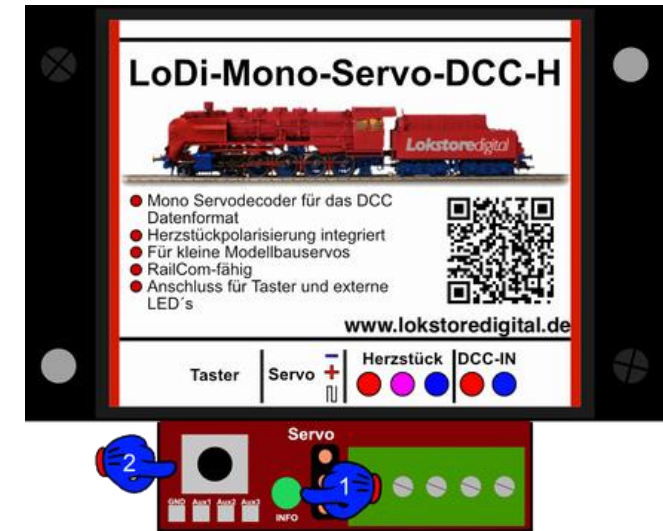 LoDi-Mono-Servo-DCC-H
Lokstoredigital
Mono Servodecoder für das DCC
Datenformat
Herzstückpolarisierung integriert
Für kleine Modellbauservos
RailCom-fähig
Anschluss für Taster und externe
LED´s
www.lokstoredigital.de
Taster
Servo
Herzstück
DCC-IN
Servo
2
1
GND Aux1 Aux2 Aux3
INFO